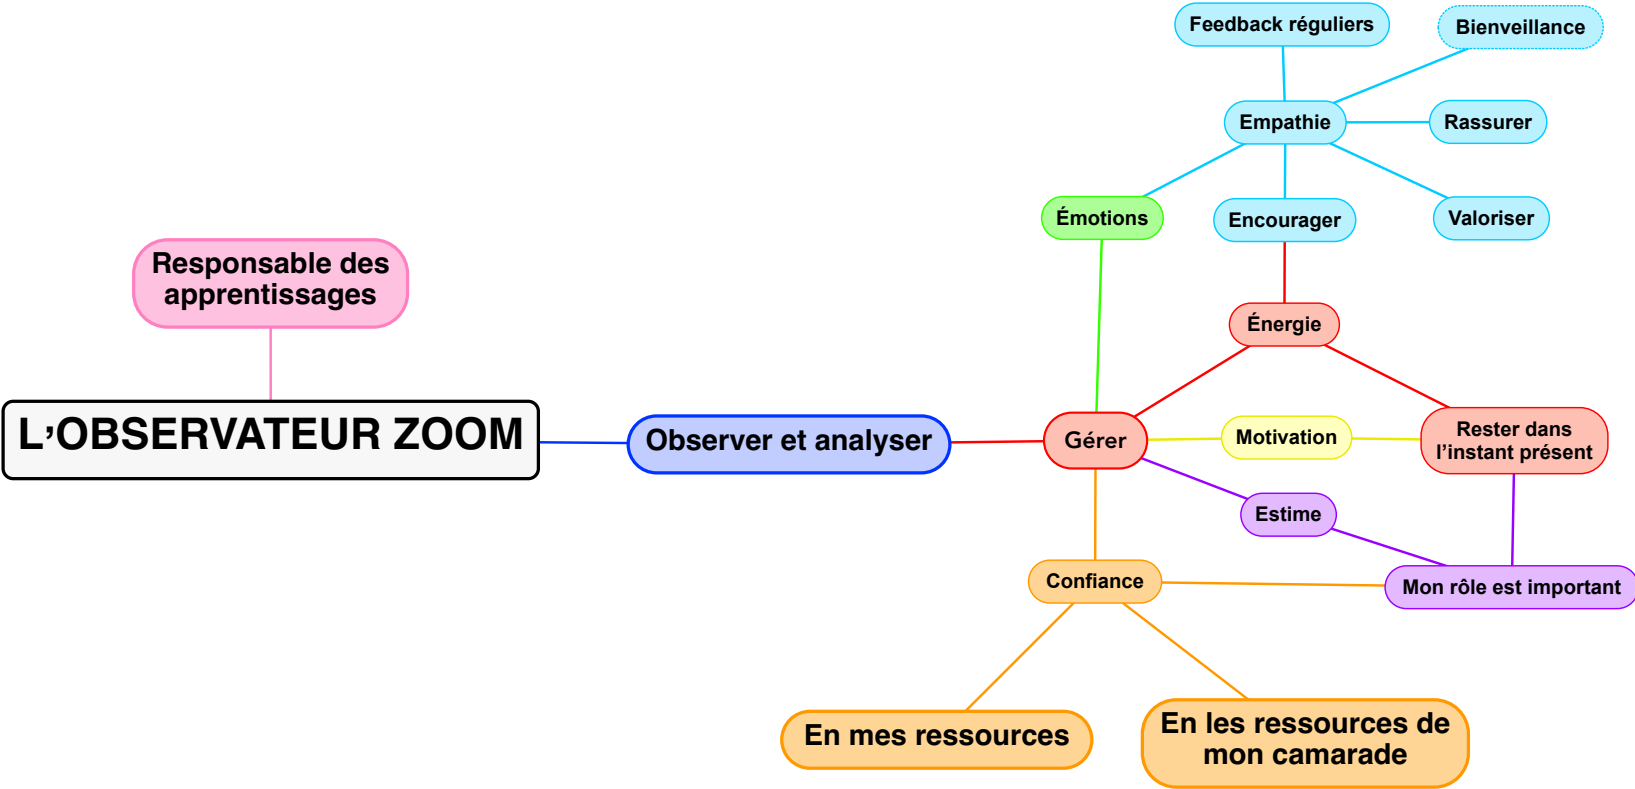 Feedback réguliers
Bienveillance
Empathie
Rassurer
Émotions
Encourager
Valoriser
Responsable des
apprentissages
Énergie
L'OBSERVATEUR ZOOM
Observer et analyser
Gérer
Motivation
Rester dans
l'instant présent
Estime
Confiance
Mon rôle est important
En mes ressources
En les ressources de
mon camarade